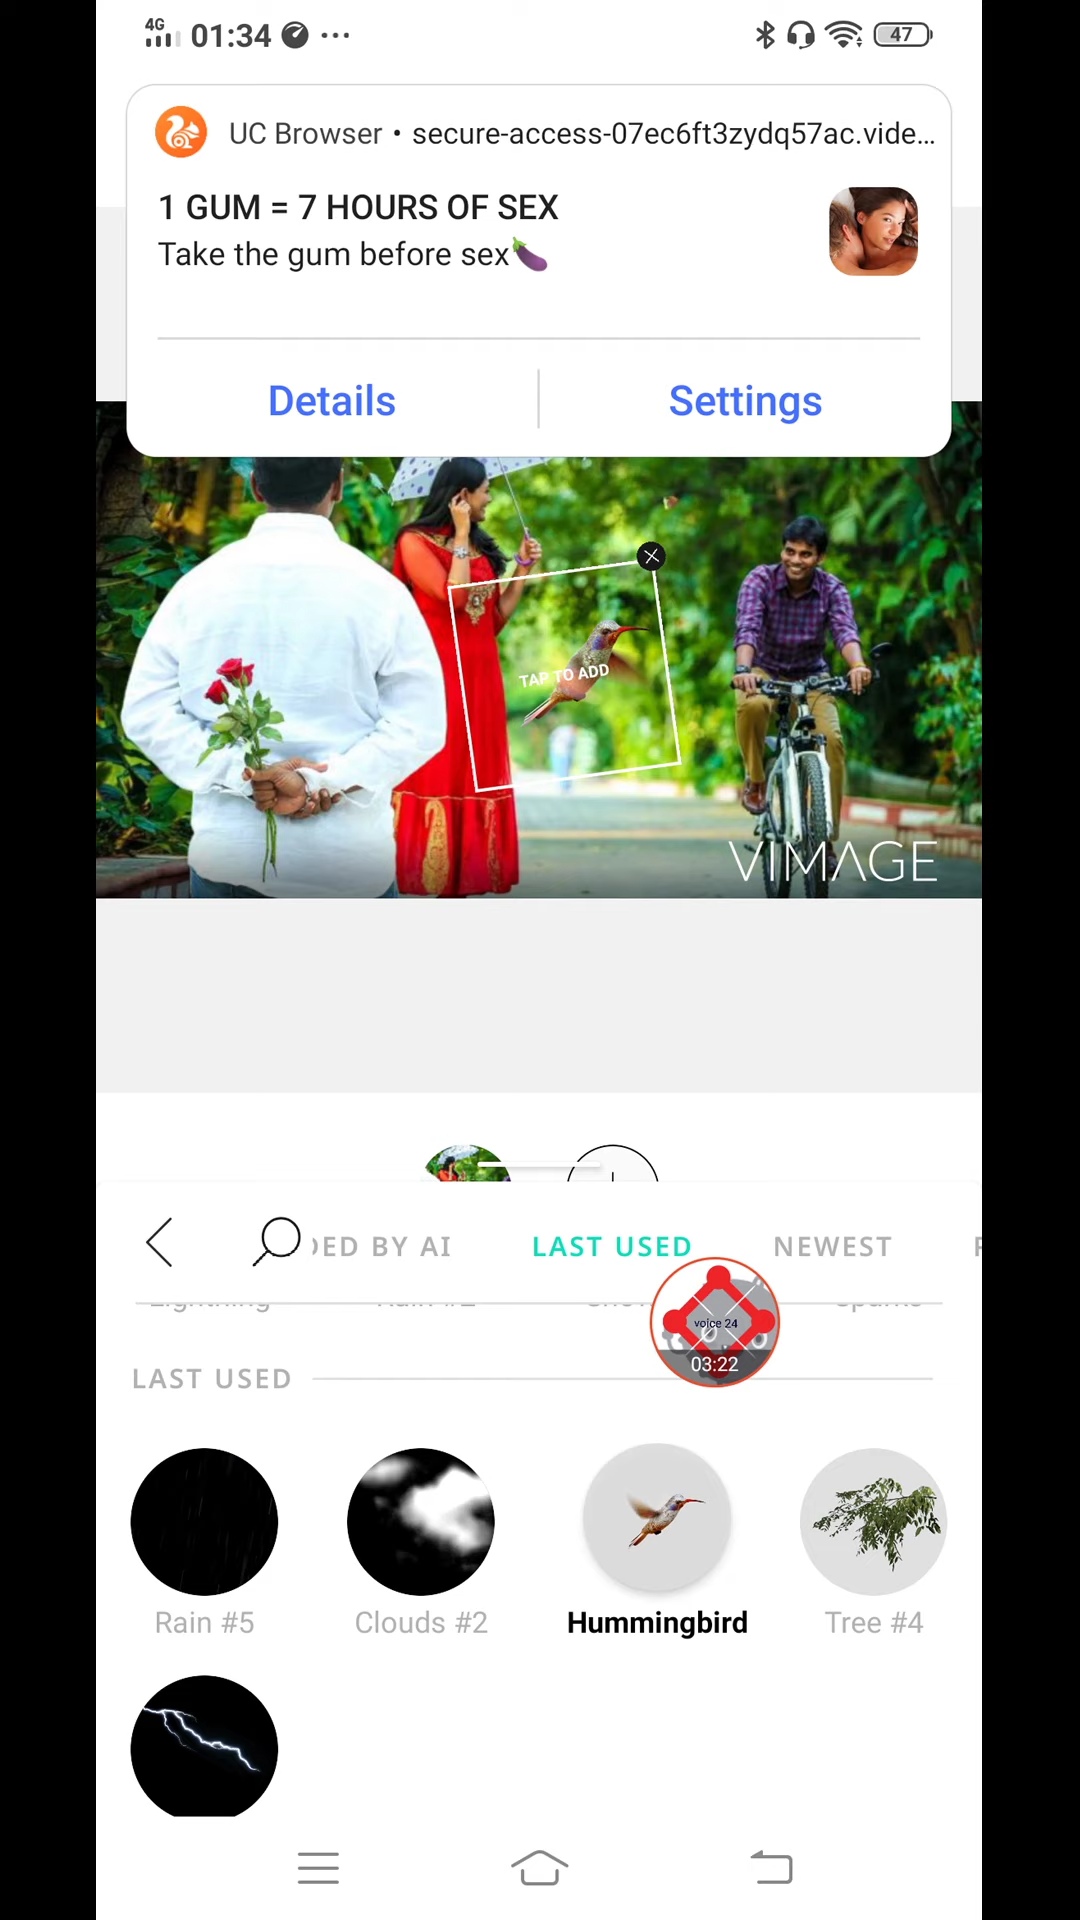 4G 01:34 ... 47
UC Browser • secure-access-07ec6ft3zydq57ac.vide...
1 GUM = 7 HOURS OF SEX
Take the gum before sex🍆
Details Settings
TAP TO ADD
VIMAGE
DED BY AI LAST USED NEWEST
voice 24
03:22
LAST USED
Rain #5 Clouds #2 Hummingbird Tree #4